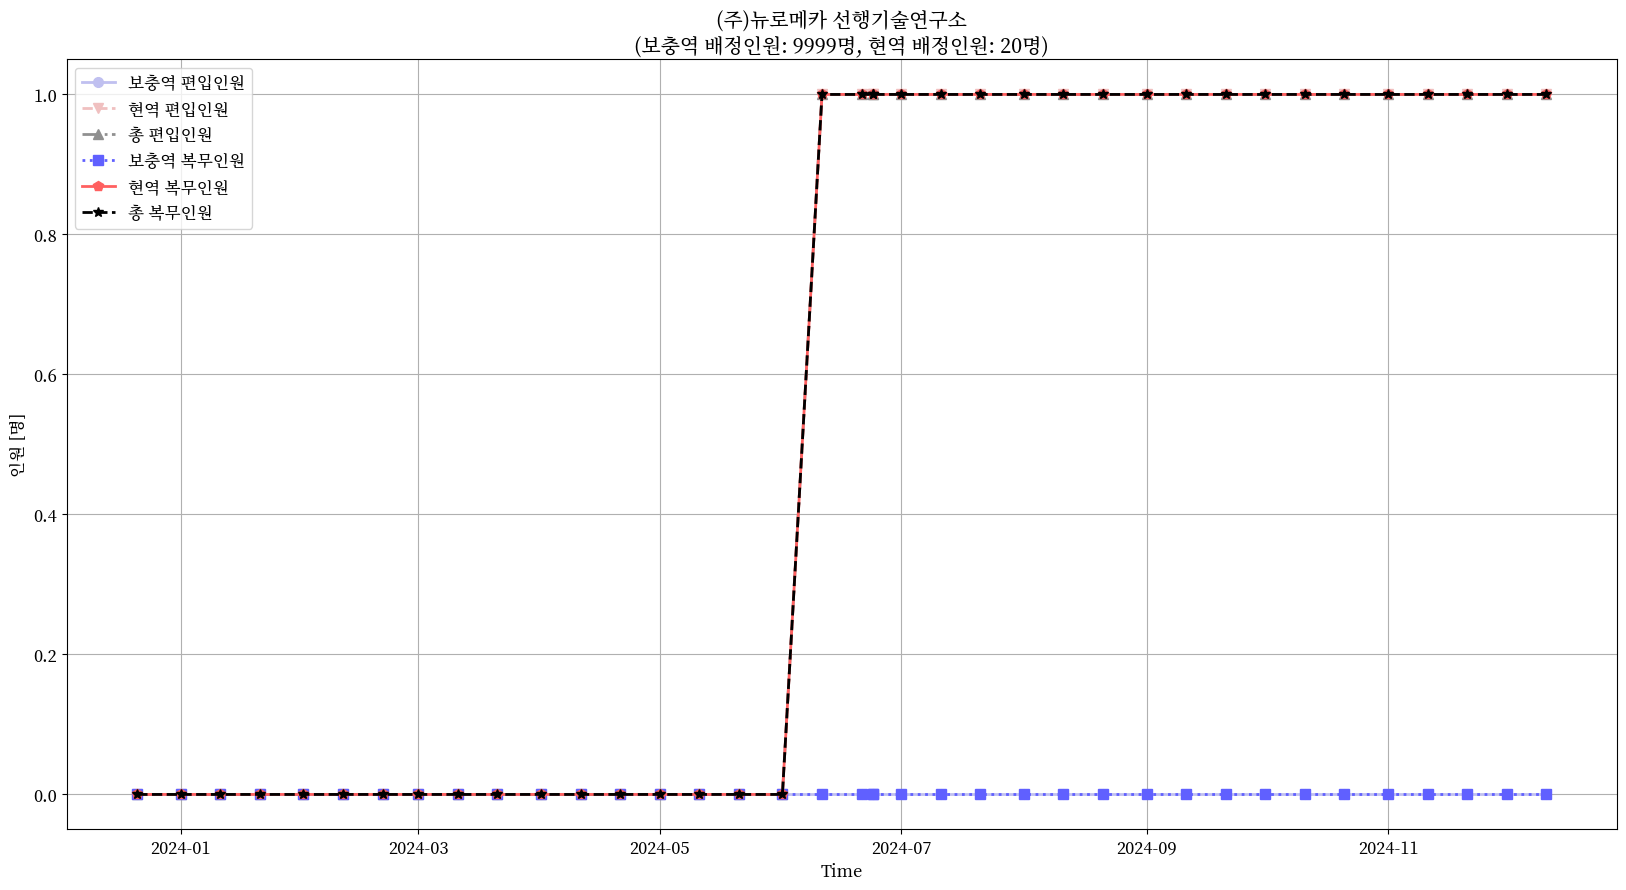 (주)뉴로메카 선행기술연구소
(보충역 배정인원: 9999명, 현역 배정인원: 20명)
보충역 편입인원
현역 편입인원
총 편입인원
보충역 복무인원
현역 복무인원
총 복무인원
1.0
0.8
0.6
0.4
0.2
0.0
인원 [명]
2024-01
2024-03
2024-05
2024-07
2024-09
2024-11
Time